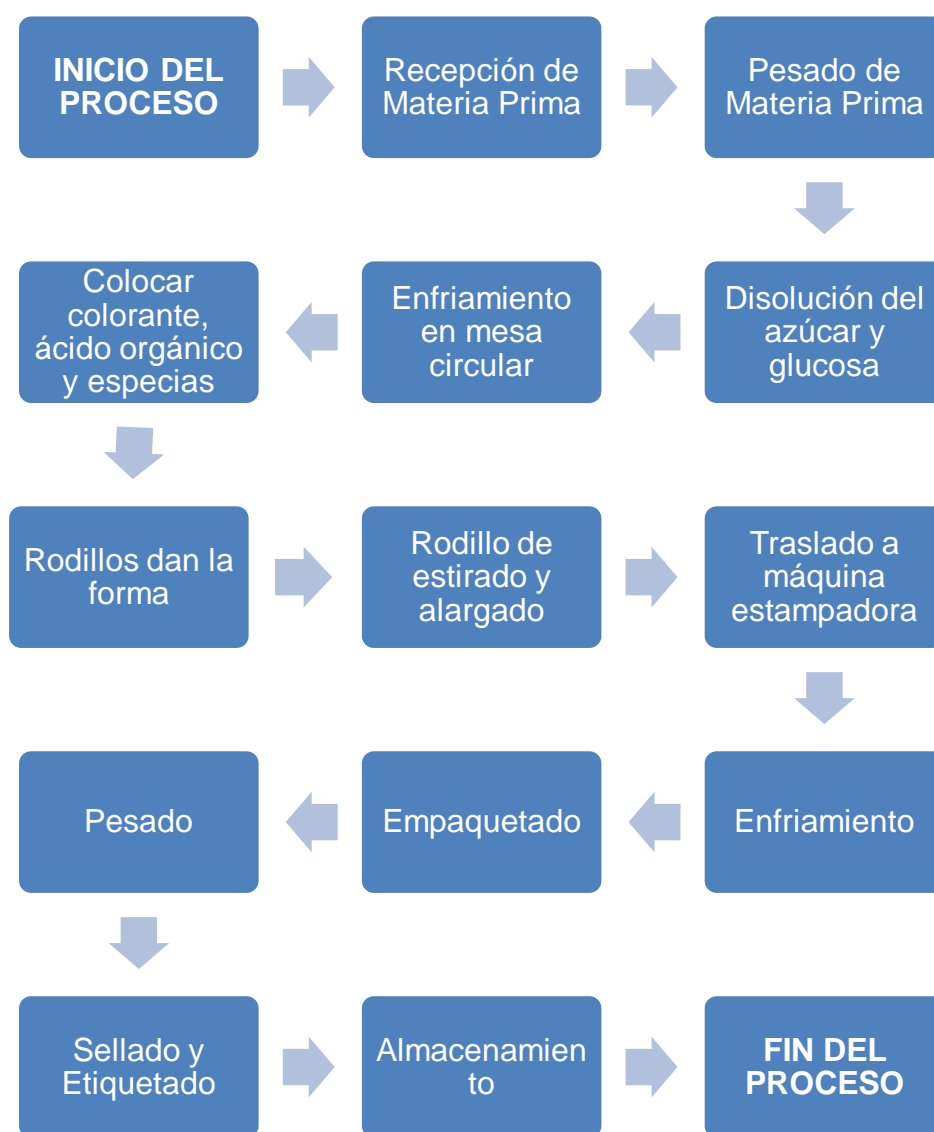 INICIO DEL
PROCESO
Recepción de
Materia Prima
Pesado de
Materia Prima
Disolución del
azúcar y
glucosa
Enfriamiento
en mesa
circular
Colocar
colorante,
ácido orgánico
y especias
Rodillos dan la
forma
Rodillo de
estirado y
alargado
Traslado a
máquina
estampadora
Enfriamiento
Empaquetado
Pesado
Sellado y
Etiquetado
Almacenamien
to
FIN DEL
PROCESO